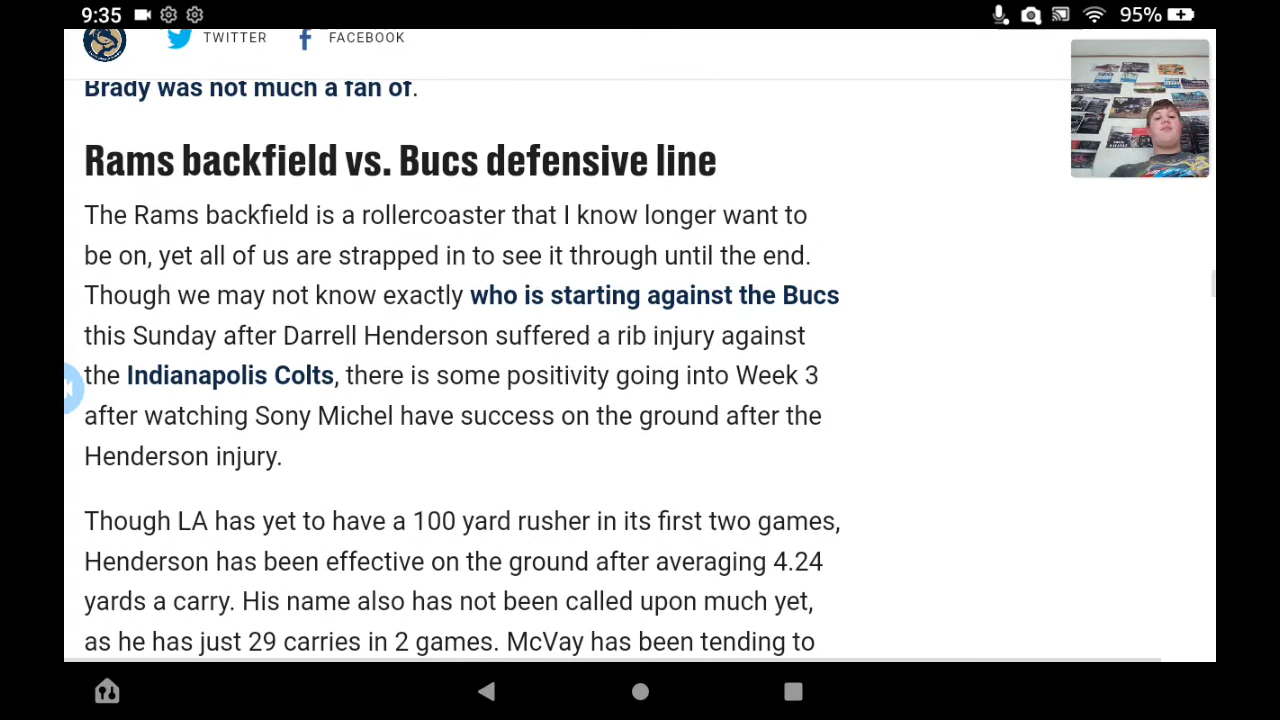 9:35
95%
TWITTER
FACEBOOK
Brady was not much a fan of.
Rams backfield vs. Bucs defensive line
The Rams backfield is a rollercoaster that I know longer want to
be on, yet all of us are strapped in to see it through until the end.
Though we may not know exactly who is starting against the Bucs
this Sunday after Darrell Henderson suffered a rib injury against
the Indianapolis Colts, there is some positivity going into Week 3
after watching Sony Michel have success on the ground after the
Henderson injury.
Though LA has yet to have a 100 yard rusher in its first two games,
Henderson has been effective on the ground after averaging 4.24
yards a carry. His name also has not been called upon much yet,
as he has just 29 carries in 2 games. McVay has been tending to